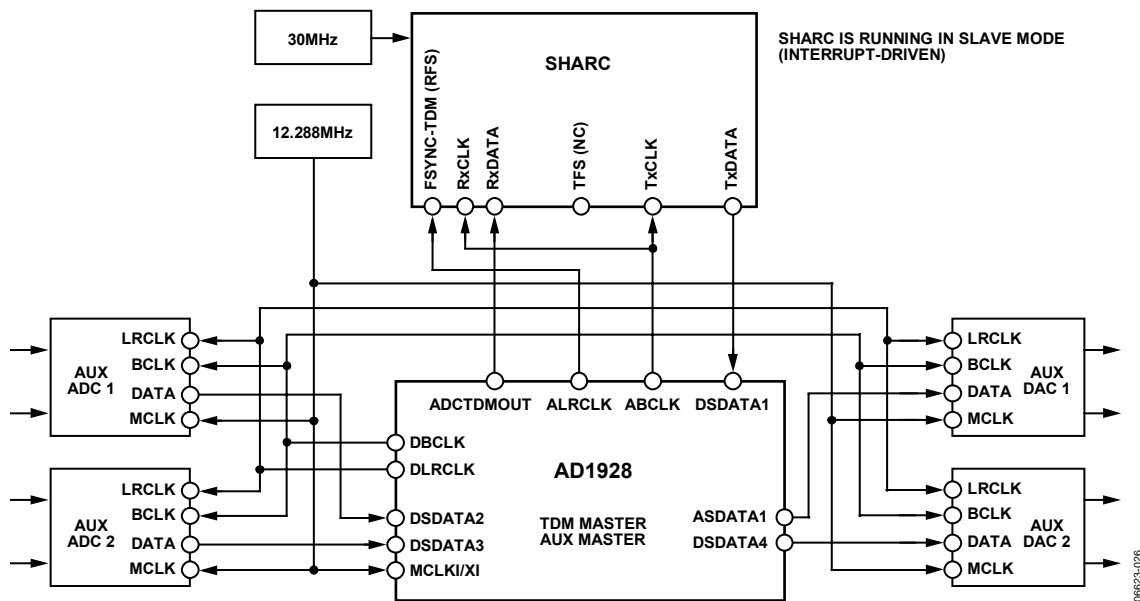 30MHz
SHARC IS RUNNING IN SLAVE MODE
(INTERRUPT-DRIVEN)
SHARC
12.288MHz
FSYNC-TDM (RFS)
RxCLK
RxDATA
TFS (NC)
TxCLK
TxDATA
AUX
ADC 1
LRCLK
BCLK
DATA
MCLK
ADCTDMOUT
ALRCLK
ABCLK
DSDATA1
LRCLK
BCLK
DATA
MCLK
AUX
DAC 1
DBCLK
DLRCLK
AD1928
TDM MASTER
AUX MASTER
DSDATA2
DSDATA3
MCLKI/XI
ASDATA1
DSDATA4
AUX
ADC 2
LRCLK
BCLK
DATA
MCLK
LRCLK
BCLK
DATA
MCLK
AUX
DAC 2
06623-026